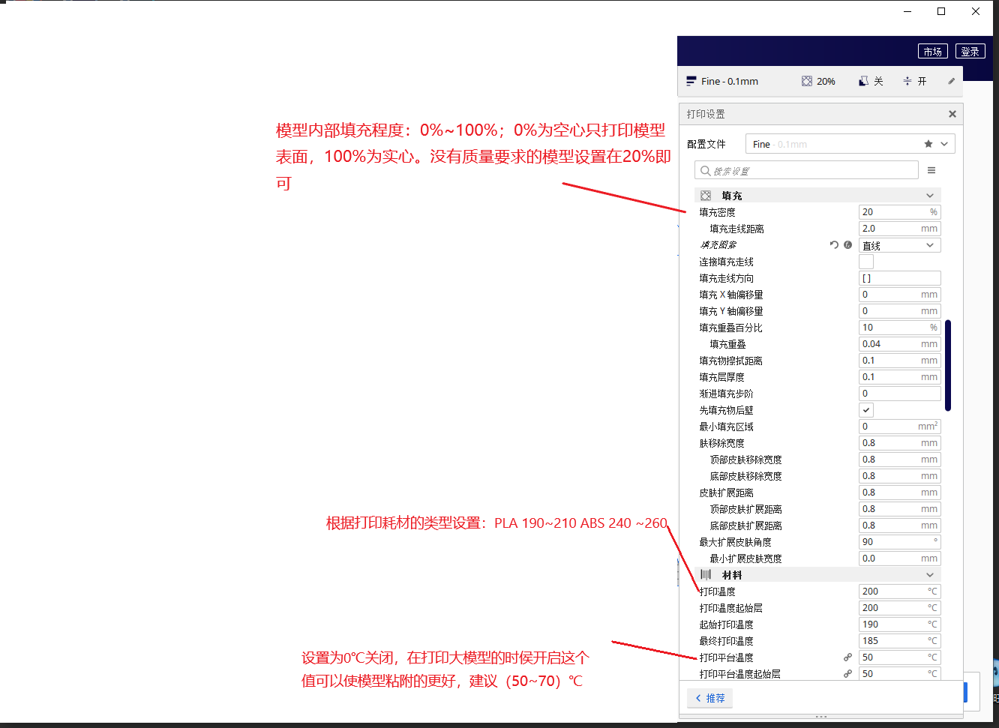 市场 登录
Fine - 0.1mm 20% 关 开
打印设置
模型内部填充程度：0%~100%；0%为空心只打印模型
表面，100%为实心。没有质量要求的模型设置在20%即
可
配置文件 Fine - 0.1mm
搜索设置
填充
填充密度 20 %
填充走线距离 2.0 mm
填充图案 直线
连接填充走线
填充走线方向 [ ]
填充 X 轴偏移量 0 mm
填充 Y 轴偏移量 0 mm
填充重叠百分比 10 %
填充重叠 0.04 mm
填充物擦拭距离 0.1 mm
填充层厚度 0.1 mm
渐进填充步阶 0
先填充物后壁
最小填充区域 0 mm²
肤移除宽度 0.8 mm
顶部皮肤移除宽度 0.8 mm
底部皮肤移除宽度 0.8 mm
皮肤扩展距离 0.8 mm
顶部皮肤扩展距离 0.8 mm
底部皮肤扩展距离 0.8 mm
根据打印耗材的类型设置：PLA 190~210 ABS 240 ~260
最大扩展皮肤角度 90 °
最小扩展皮肤宽度 0.0 mm
材料
打印温度 200 °C
打印温度起始层 200 °C
起始打印温度 190 °C
最终打印温度 185 °C
打印平台温度 50 °C
打印平台温度起始层 50 °C
设置为0℃关闭，在打印大模型的时侯开启这个
值可以使模型粘附的更好，建议（50~70）℃
推荐